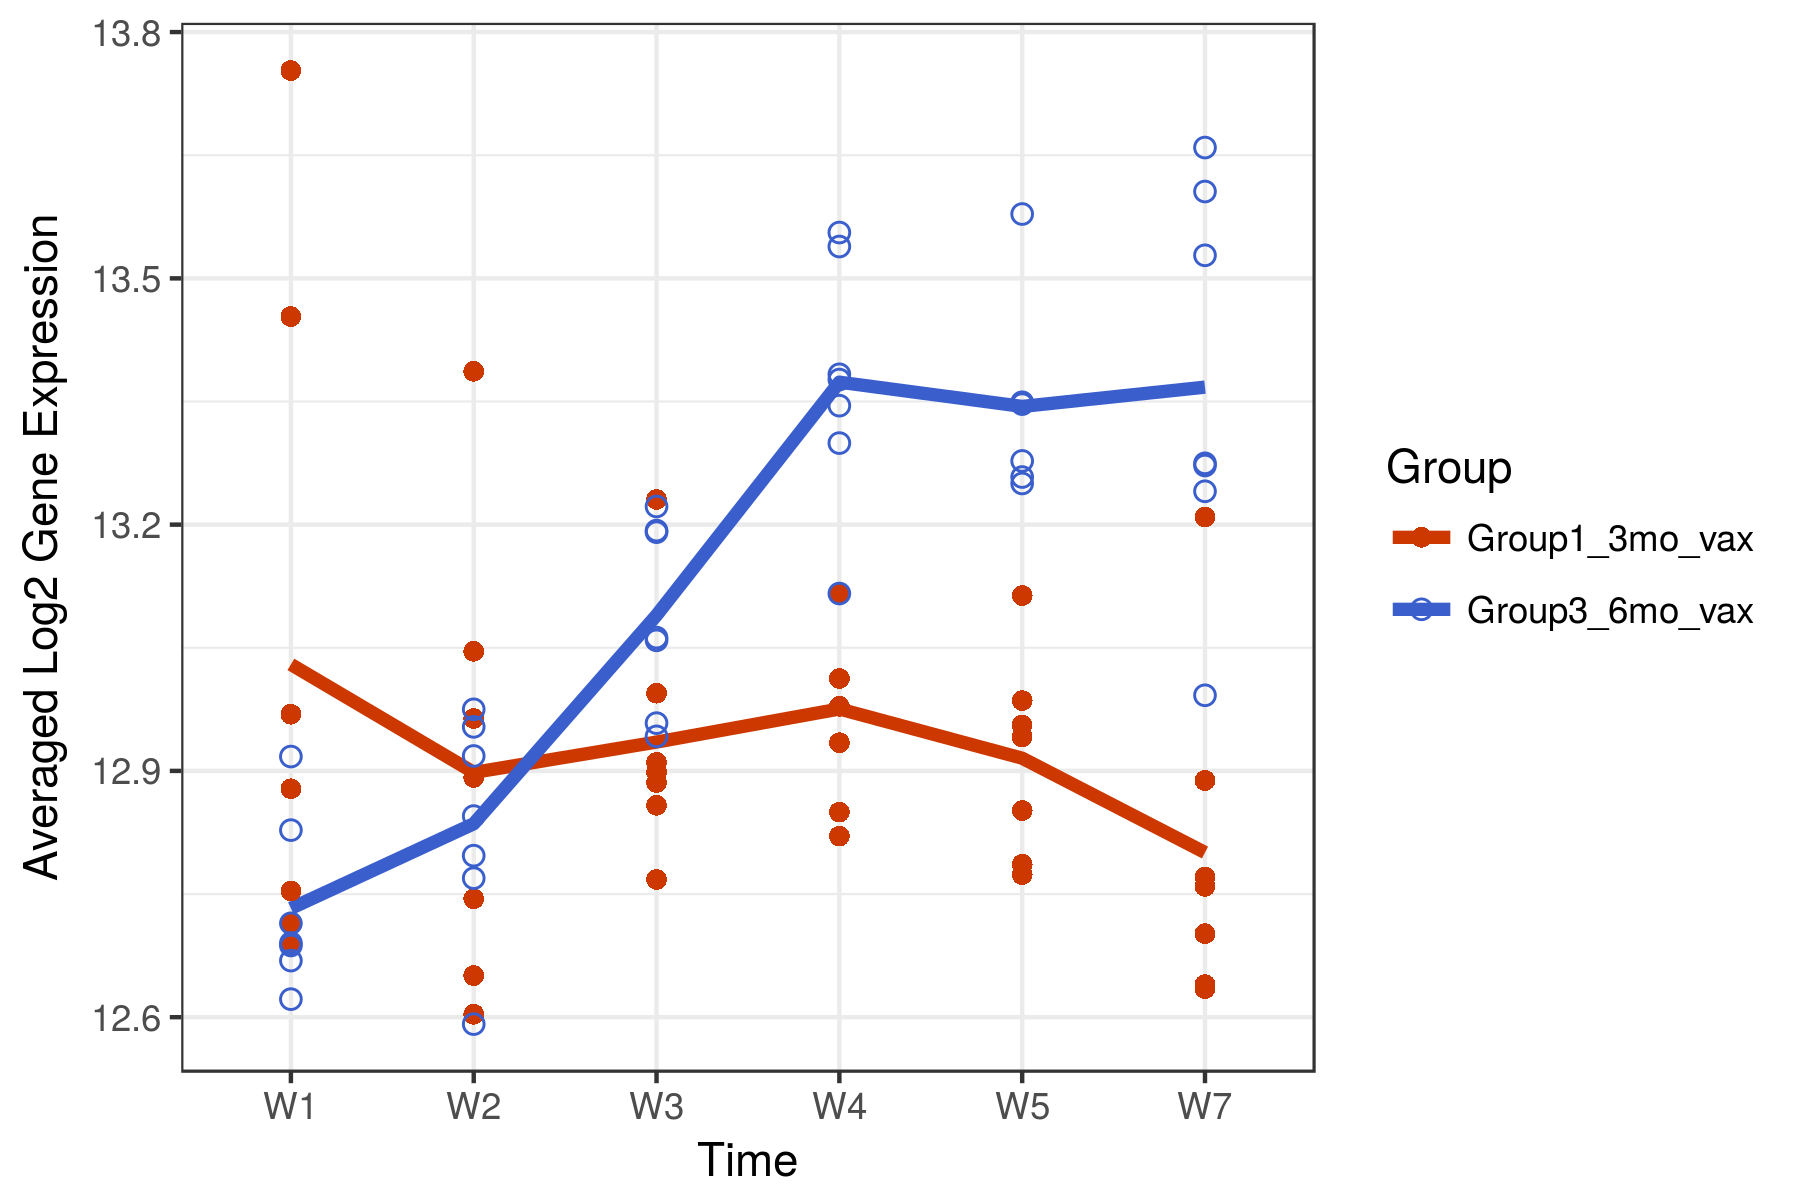 Averaged Log2 Gene Expression
13.8
13.5
13.2
12.9
12.6
W1 W2 W3 W4 W5 W7
Time
Group
Group1_3mo_vax
Group3_6mo_vax